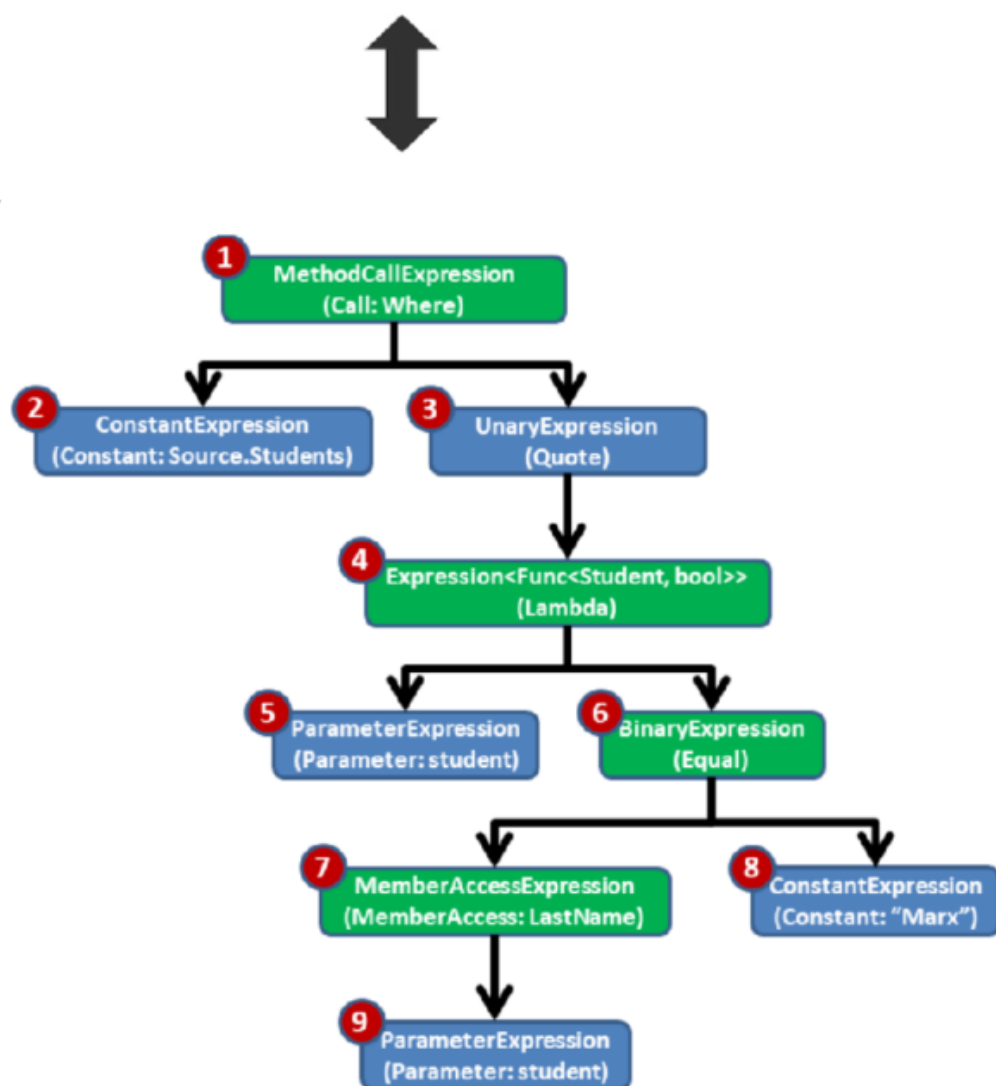 1
MethodCallExpression
(Call: Where)
2
ConstantExpression
(Constant: Source.Students)
3
UnaryExpression
(Quote)
4
Expression<Func<Student, bool>>
(Lambda)
5
ParameterExpression
(Parameter: student)
6
BinaryExpression
(Equal)
7
MemberAccessExpression
(MemberAccess: LastName)
8
ConstantExpression
(Constant: “Marx”)
9
ParameterExpression
(Parameter: student)